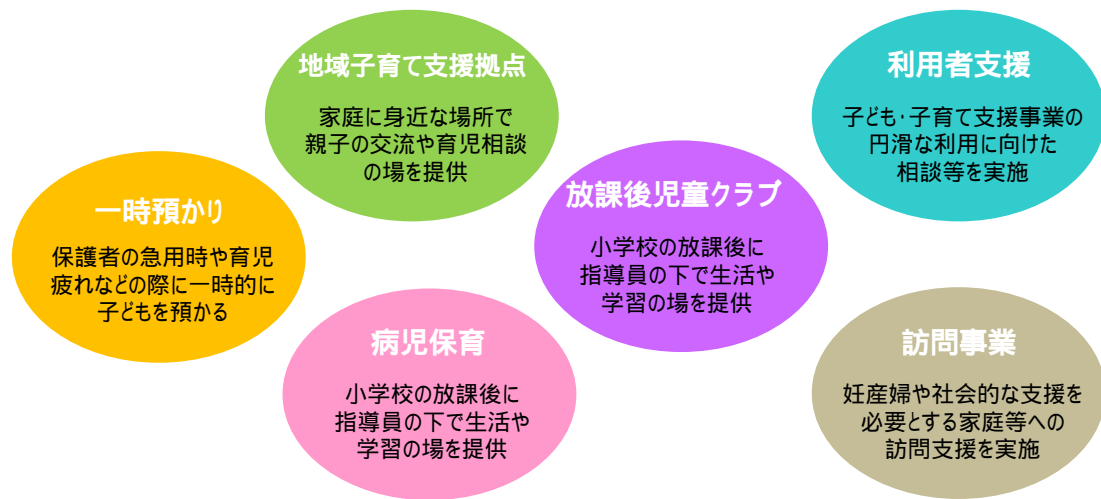 地域子育て支援拠点
家庭に身近な場所で
親子の交流や育児相談
の場を提供
利用者支援
子ども・子育て支援事業の
円滑な利用に向けた
相談等を実施
一時預かり
保護者の急用時や育児
疲れなどの際に一時的に
子どもを預かる
放課後児童クラブ
小学校の放課後に
指導員の下で生活や
学習の場を提供
病児保育
小学校の放課後に
指導員の下で生活や
学習の場を提供
訪問事業
妊産婦や社会的な支援を
必要とする家庭等への
訪問支援を実施